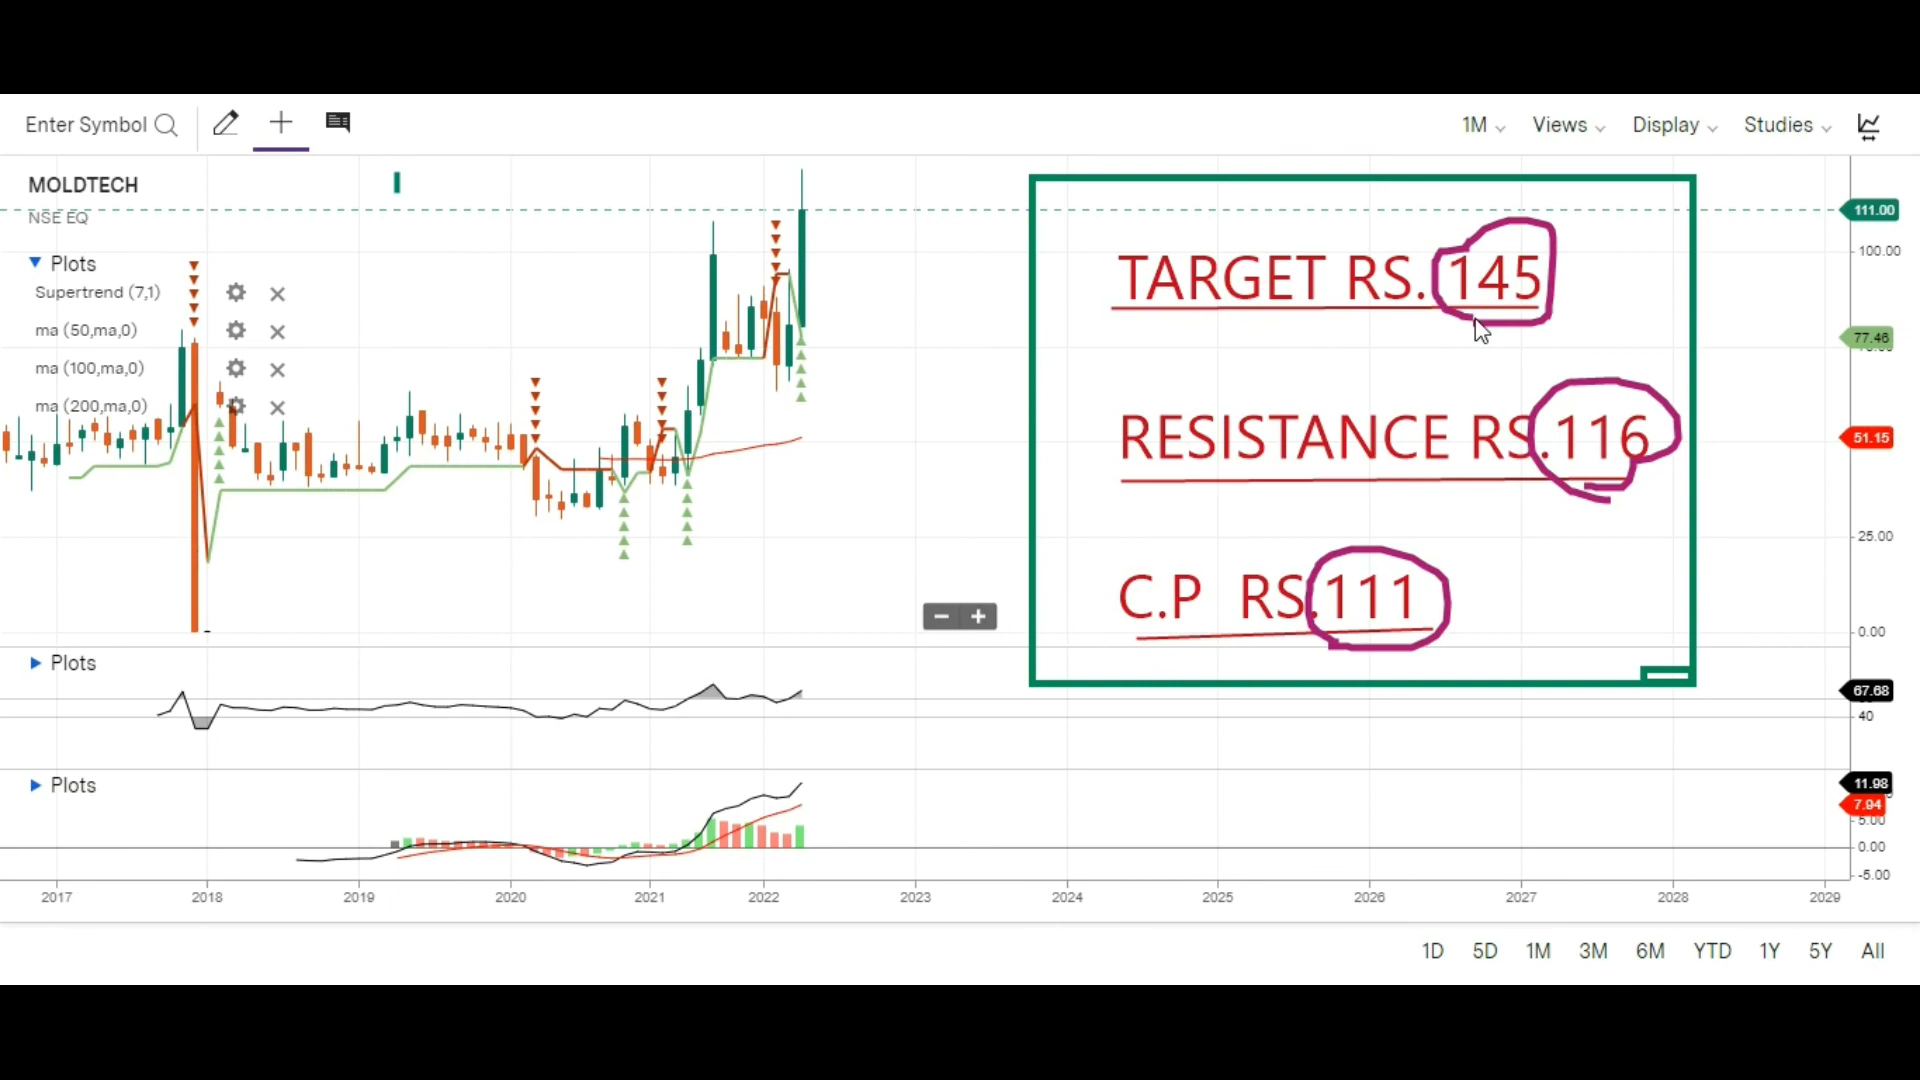 Enter Symbol 1M Views Display Studies
MOLDTECH
NSE EQ
Plots
Supertrend (7,1)
ma (50,ma,0)
ma (100,ma,0)
ma (200,ma,0)
TARGET RS. 145
RESISTANCE RS.116
C.P RS.111
111.00
100.00
77.46
51.15
25.00
0.00
Plots
67.68
40
Plots
11.98
7.94
5.00
0.00
-5.00
2017 2018 2019 2020 2021 2022 2023 2024 2025 2026 2027 2028 2029
1D 5D 1M 3M 6M YTD 1Y 5Y All